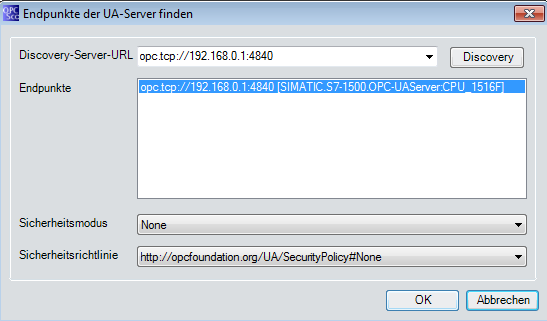 OPC
Sco
Endpunkte der UA-Server finden
Discovery-Server-URL opc.tcp://192.168.0.1:4840 Discovery
Endpunkte opc.tcp://192.168.0.1:4840 [SIMATIC.S7-1500.OPC-UAServer:CPU_1516F]
Sicherheitsmodus None
Sicherheitsrichtlinie http://opcfoundation.org/UA/SecurityPolicy#None
OK Abbrechen